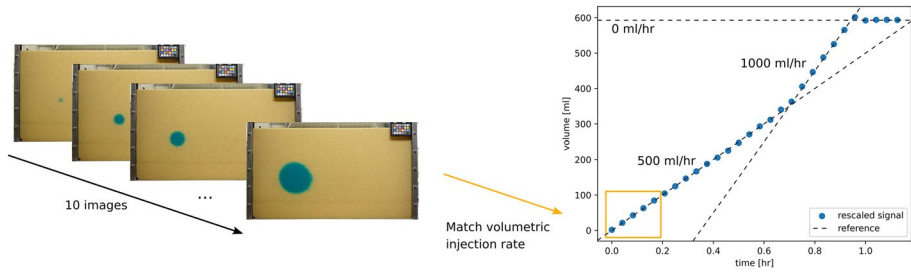 10 images
...
Match volumetric
injection rate
600
500
400
300
200
100
0
volume [ml]
0 ml/hr
1000 ml/hr
500 ml/hr
rescaled signal
reference
0.0 0.2 0.4 0.6 0.8 1.0
time [hr]